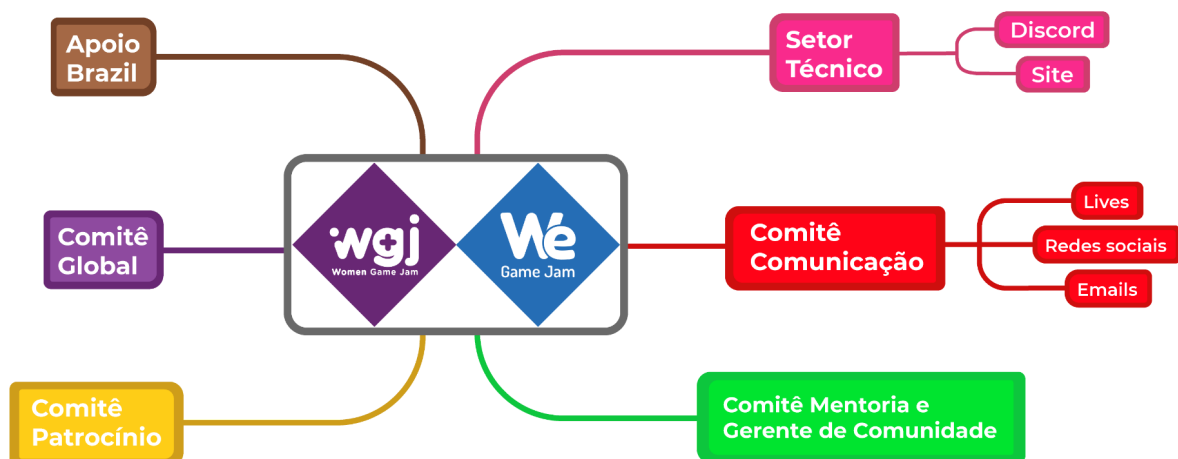 Apoio
Brazil
Setor
Técnico
Discord
Site
Comitê
Global
wgj
Women Game Jam
We
Game Jam
Comitê
Comunicação
Lives
Redes sociais
Emails
Comitê
Patrocínio
Comitê Mentoria e
Gerente de Comunidade